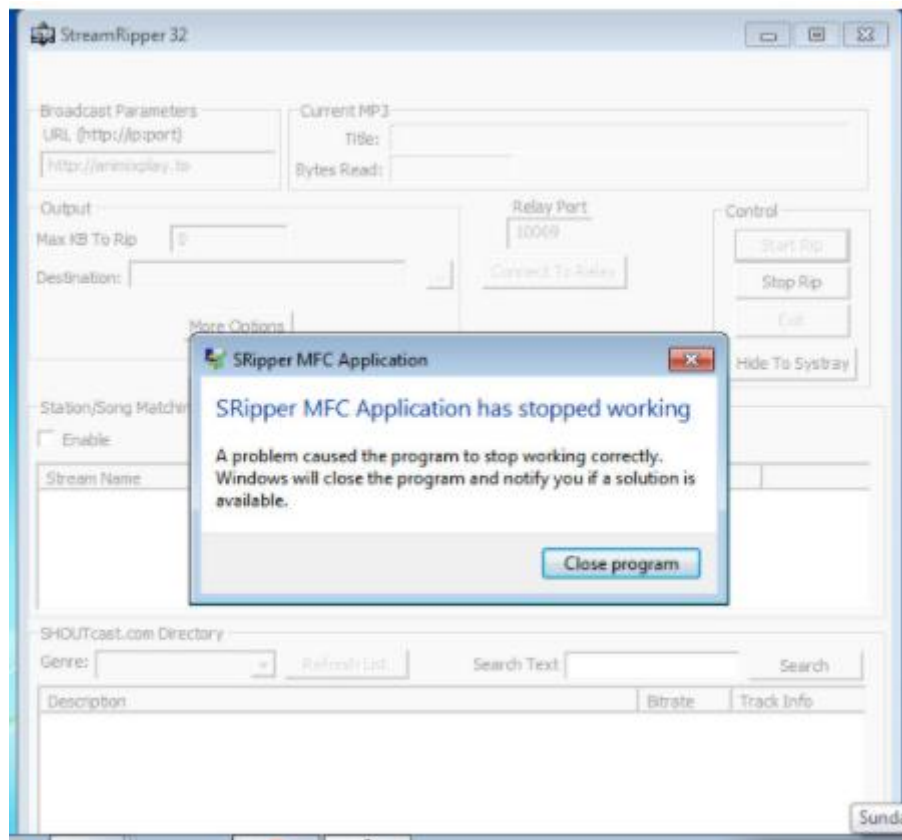 StreamRipper 32
Broadcast Parameters
URL (http://ip:port)
http://animixplay.to
Current MP3
Title:
Bytes Read:
Output
Max KB To Rip 0
Destination:
...
More Options
Relay Port
10069
Connect To Relay
Control
Start Rip
Stop Rip
Exit
Hide To Systray
SRipper MFC Application
SRipper MFC Application has stopped working
A problem caused the program to stop working correctly.
Windows will close the program and notify you if a solution is
available.
Close program
Station/Song Matchin
Enable
Stream Name
SHOUTcast.com Directory
Genre:
Refresh List
Search Text
Search
Description Bitrate Track Info
Sunda